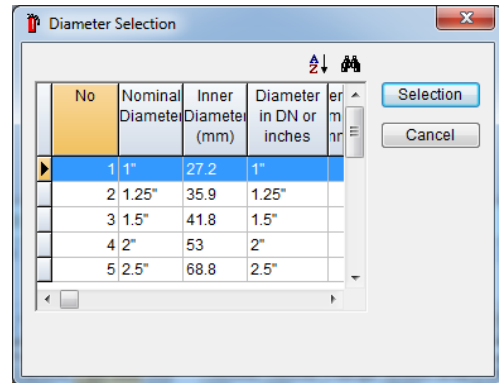 Diameter Selection
No Nominal Diameter Inner Diameter (mm) Diameter in DN or inches
1 1" 27.2 1"
2 1.25" 35.9 1.25"
3 1.5" 41.8 1.5"
4 2" 53 2"
5 2.5" 68.8 2.5"
Selection
Cancel